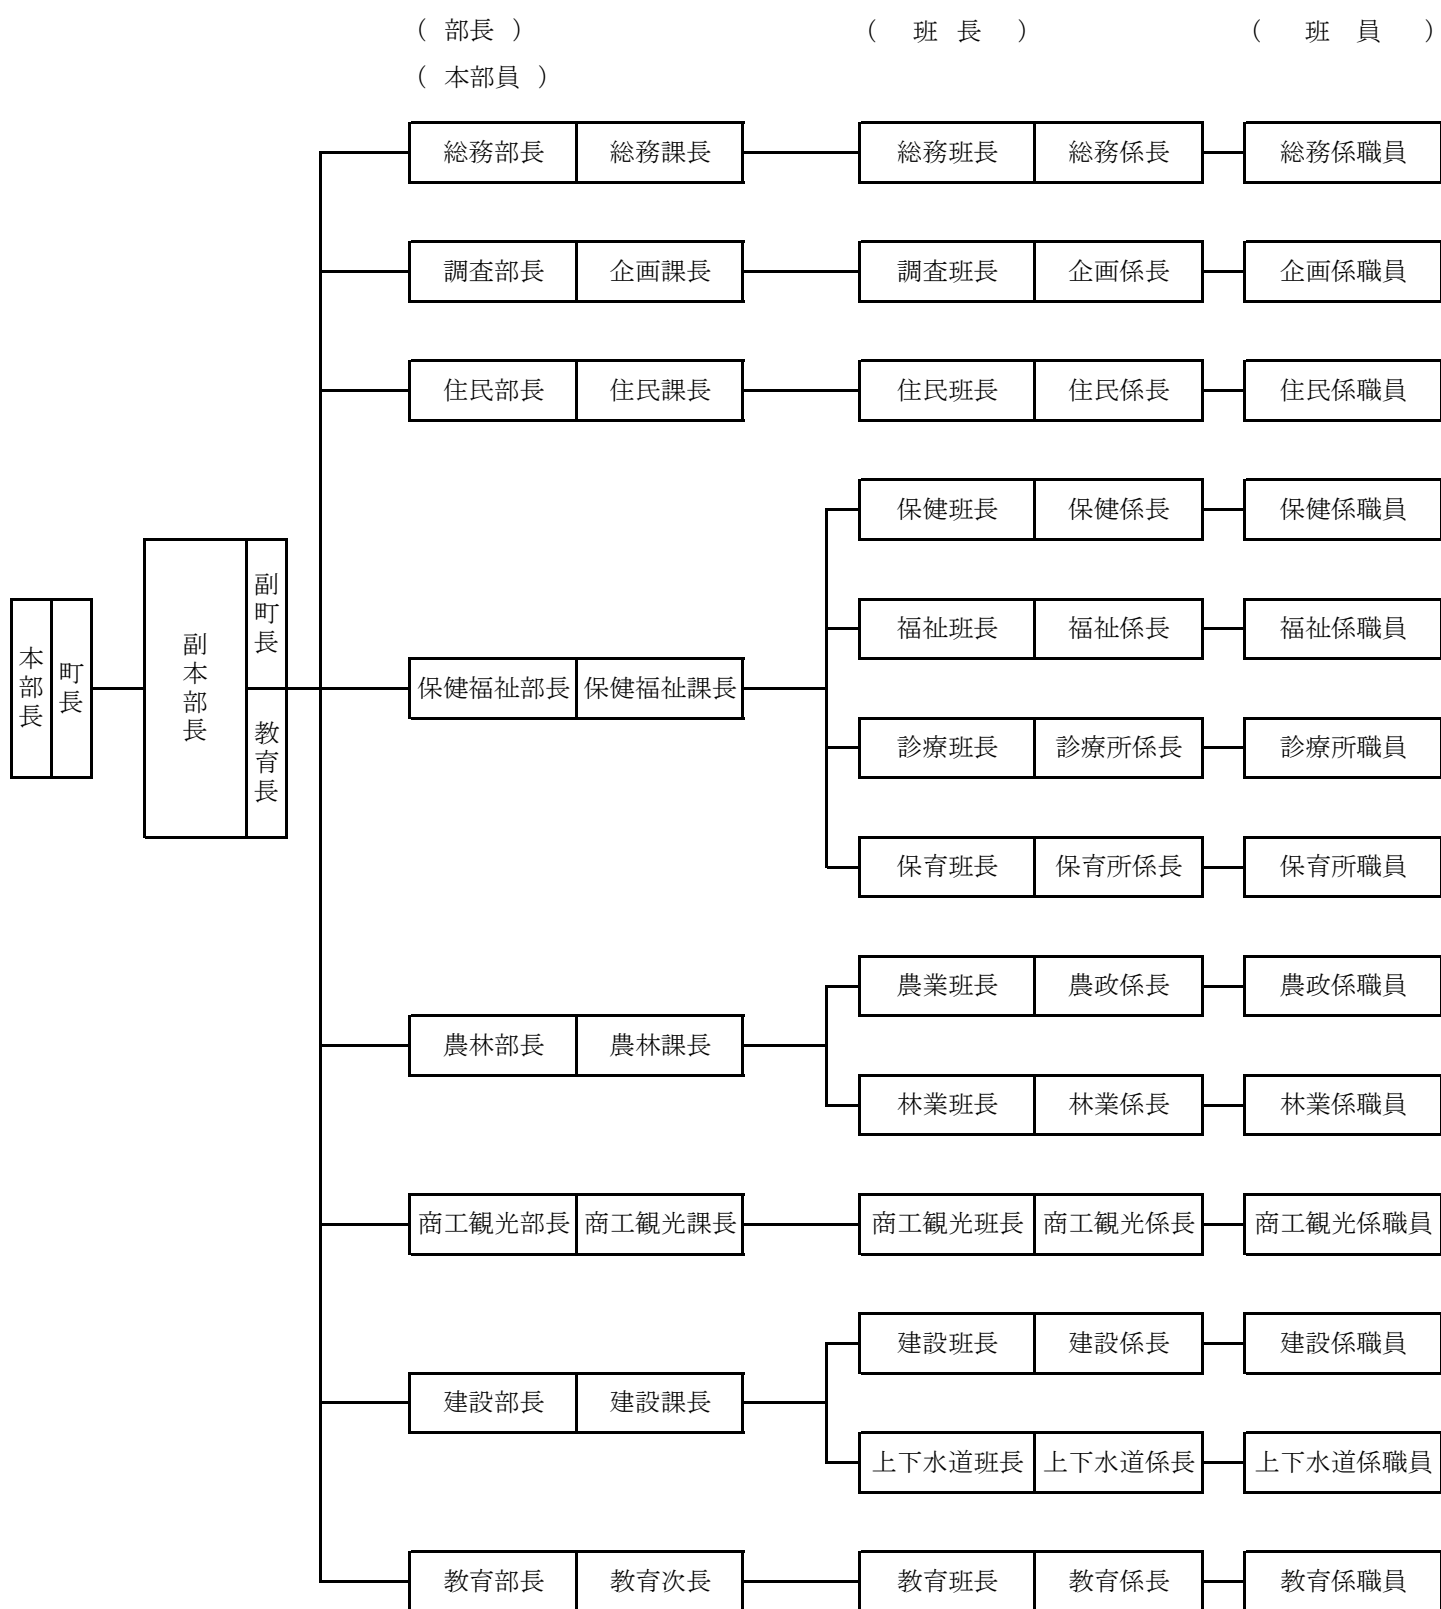 ( 部長 ) ( 班 長 ) ( 班 員 )
( 本部員 )
総務部長 総務課長 総務班長 総務係長 総務係職員
調査部長 企画課長 調査班長 企画係長 企画係職員
住民部長 住民課長 住民班長 住民係長 住民係職員
保健班長 保健係長 保健係職員
福祉班長 福祉係長 福祉係職員
本部長
町長
副本部長
副町長
教育長
保健福祉部長 保健福祉課長
診療班長 診療所係長 診療所職員
保育班長 保育所係長 保育所職員
農業班長 農政係長 農政係職員
農林部長 農林課長
林業班長 林業係長 林業係職員
商工観光部長 商工観光課長 商工観光班長 商工観光係長 商工観光係職員
建設班長 建設係長 建設係職員
建設部長 建設課長
上下水道班長 上下水道係長 上下水道係職員
教育部長 教育次長 教育班長 教育係長 教育係職員